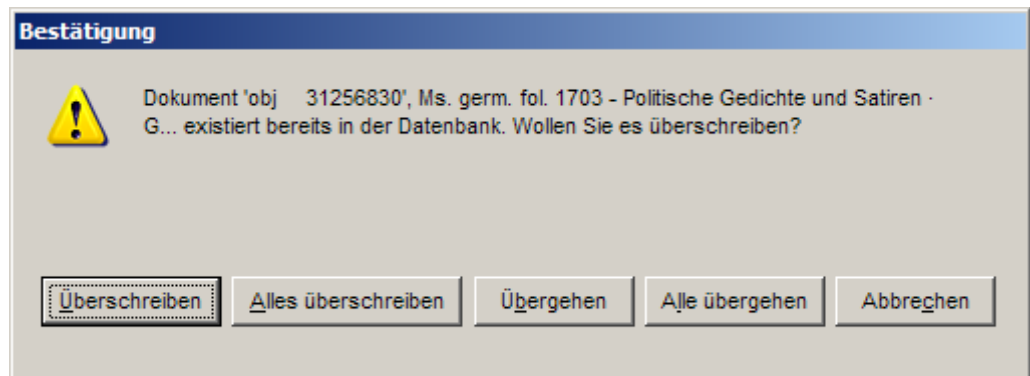 Bestätigung
Dokument 'obj 31256830', Ms. germ. fol. 1703 - Politische Gedichte und Satiren ·
G... existiert bereits in der Datenbank. Wollen Sie es überschreiben?
Überschreiben Alles überschreiben Übergehen Alle übergehen Abbrechen